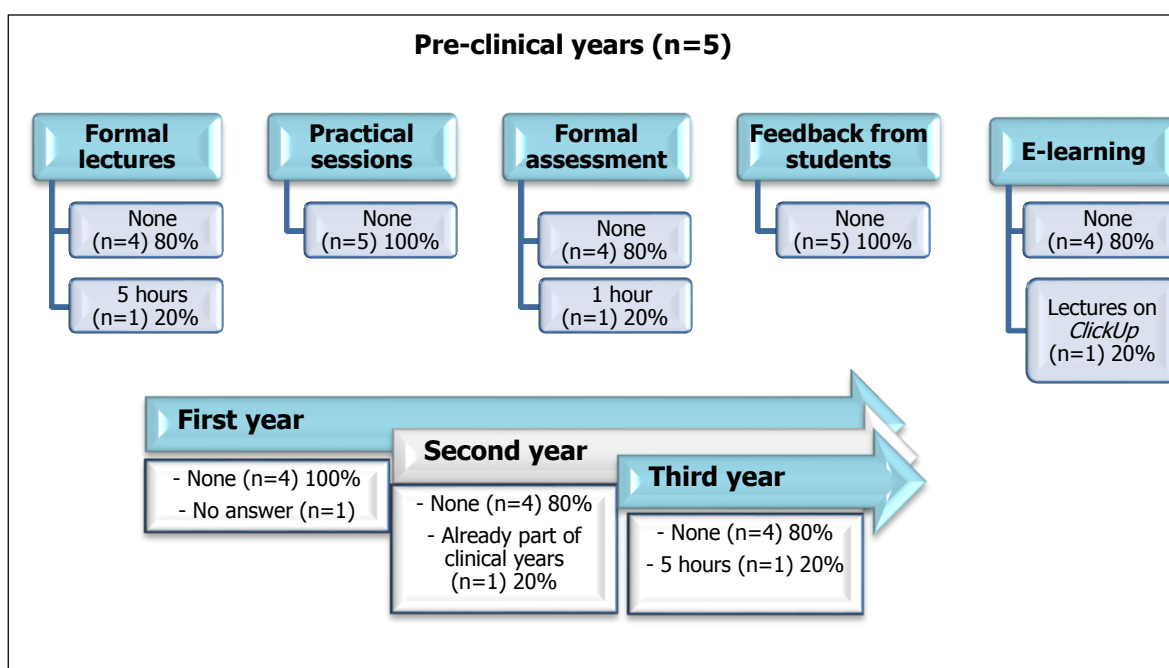 Pre-clinical years (n=5)
Formal
lectures
None
(n=4) 80%
5 hours
(n=1) 20%
Practical
sessions
None
(n=5) 100%
Formal
assessment
None
(n=4) 80%
1 hour
(n=1) 20%
Feedback from
students
None
(n=5) 100%
E-learning
None
(n=4) 80%
Lectures on
ClickUp
(n=1) 20%
First year
- None (n=4) 100%
- No answer (n=1)
Second year
- None (n=4) 80%
- Already part of
clinical years
(n=1) 20%
Third year
- None (n=4) 80%
- 5 hours (n=1) 20%